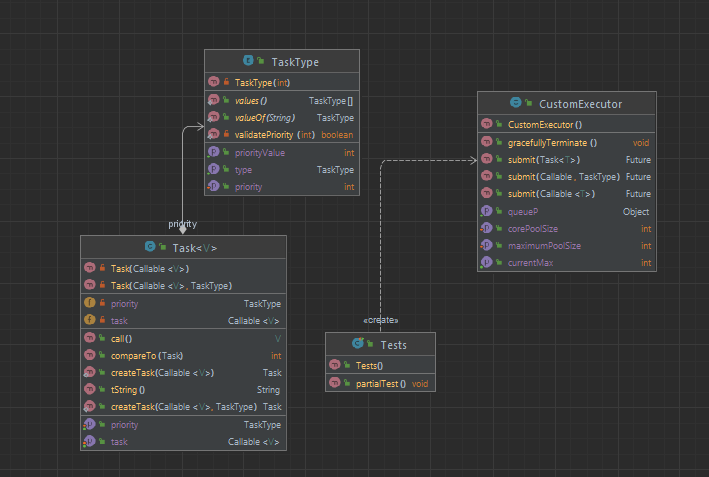 TaskType
TaskType(int)
values() TaskType[]
valueOf(String) TaskType
validatePriority (int) boolean
priorityValue int
type TaskType
priority int
CustomExecutor
CustomExecutor()
gracefullyTerminate () void
submit(Task<T>) Future
submit(Callable, TaskType) Future
submit(Callable <T>) Future
queueP Object
corePoolSize int
maximumPoolSize int
currentMax int
priority
Task<V>
Task(Callable <V>)
Task(Callable <V>, TaskType)
priority TaskType
task Callable <V>
call() V
compareTo (Task) int
createTask(Callable <V>) Task
tString () String
createTask(Callable <V>, TaskType) Task
priority TaskType
task Callable <V>
«create»
Tests
Tests()
partialTest() void